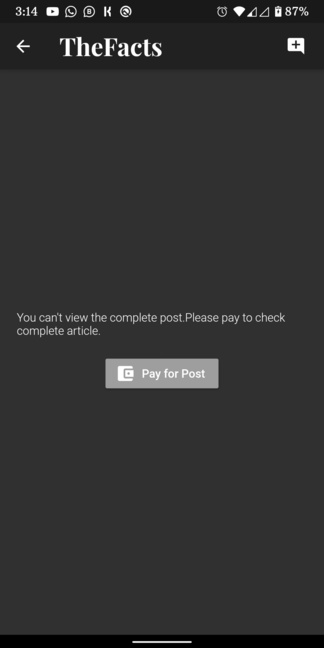 3:14 87%
TheFacts
You can't view the complete post.Please pay to check
complete article.
Pay for Post